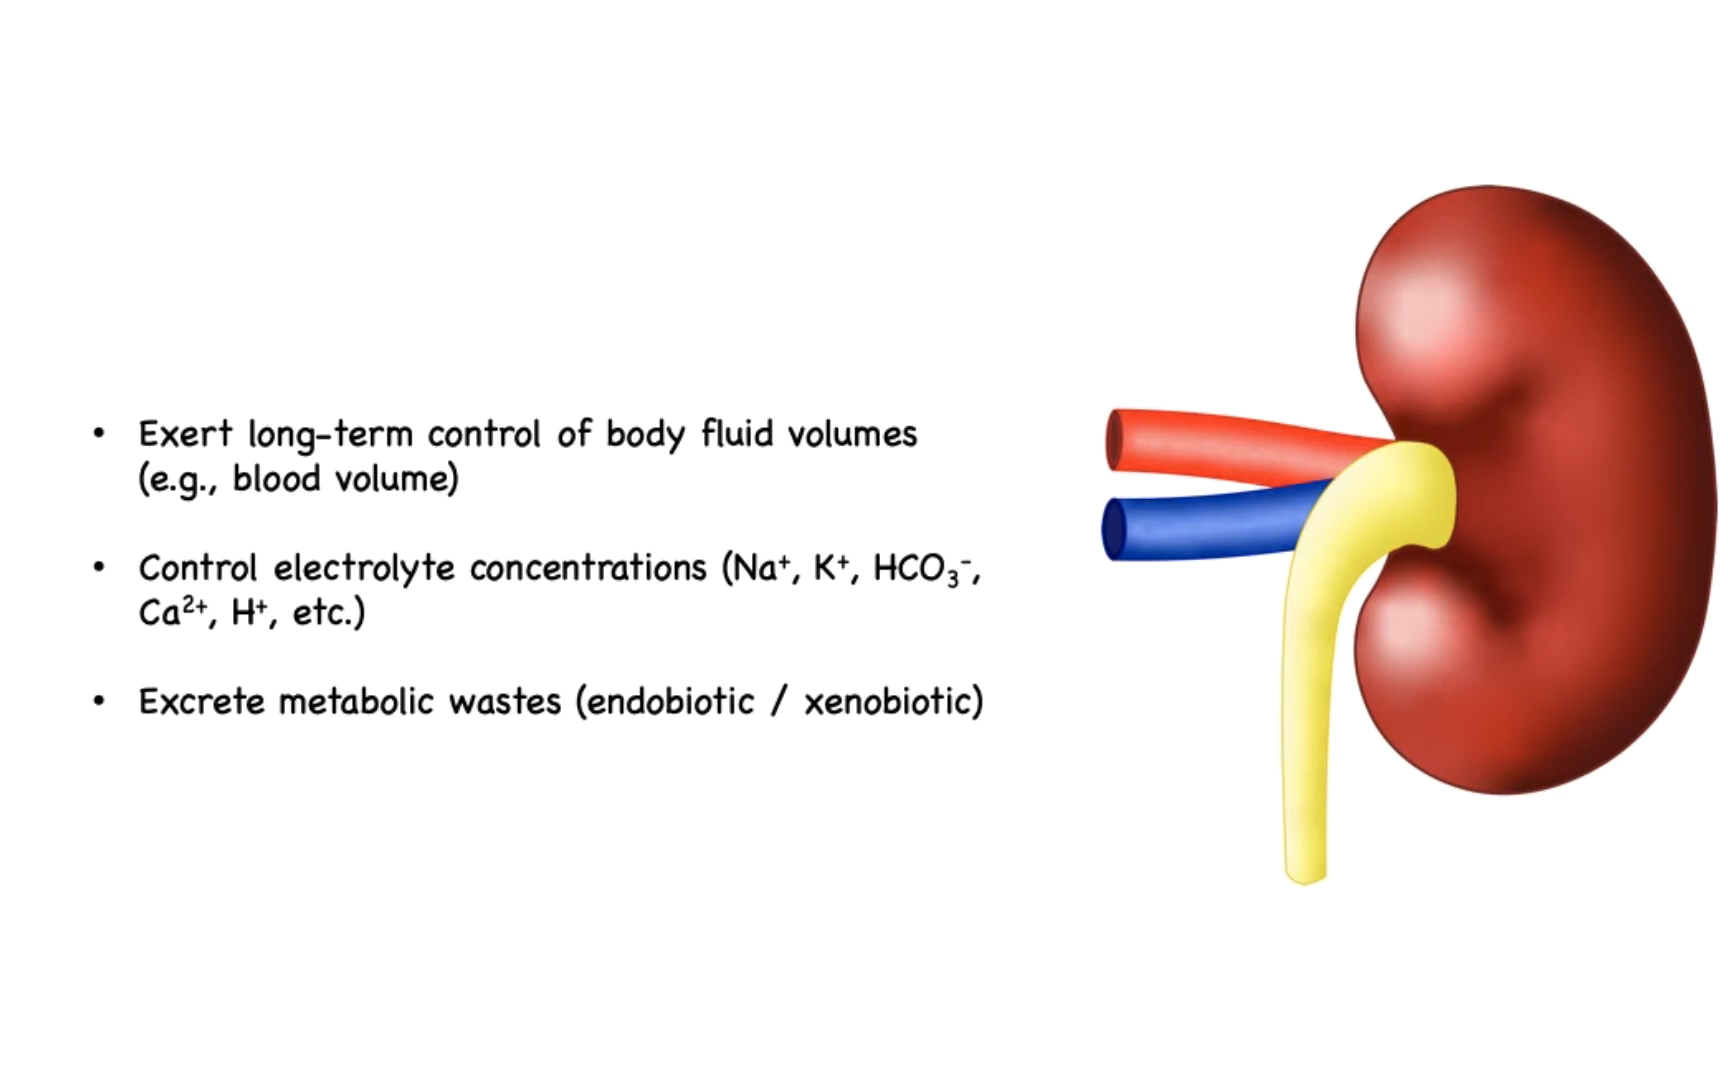 • Exert long-term control of body fluid volumes
(e.g., blood volume)
• Control electrolyte concentrations (Na⁺, K⁺, HCO₃⁻,
Ca²⁺, H⁺, etc.)
• Excrete metabolic wastes (endobiotic / xenobiotic)